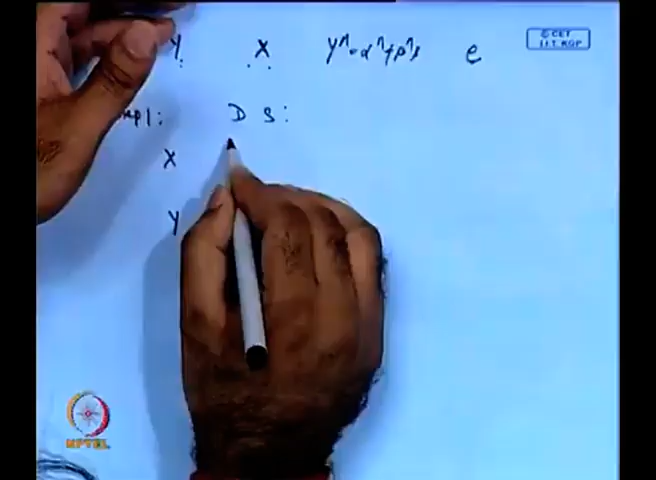 Y X Y^ = α^ + β^x e
© CET
I.I.T. KGP
D S:
X
Y
NPTEL